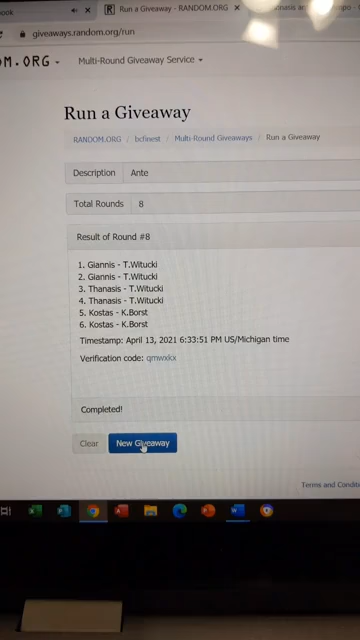 Run a Giveaway - RANDOM.ORG
giveaways.random.org/run
M.ORG
Multi-Round Giveaway Service
Run a Giveaway
RANDOM.ORG / bcfinest / Multi-Round Giveaways / Run a Giveaway
Description Ante
Total Rounds 8
Result of Round #8
1. Giannis - T.Witucki
2. Giannis - T.Witucki
3. Thanasis - T.Witucki
4. Thanasis - T.Witucki
5. Kostas - K.Borst
6. Kostas - K.Borst
Timestamp: April 13, 2021 6:33:51 PM US/Michigan time
Verification code: qmwxkx
Completed!
Clear New Giveaway
Terms and Conditi